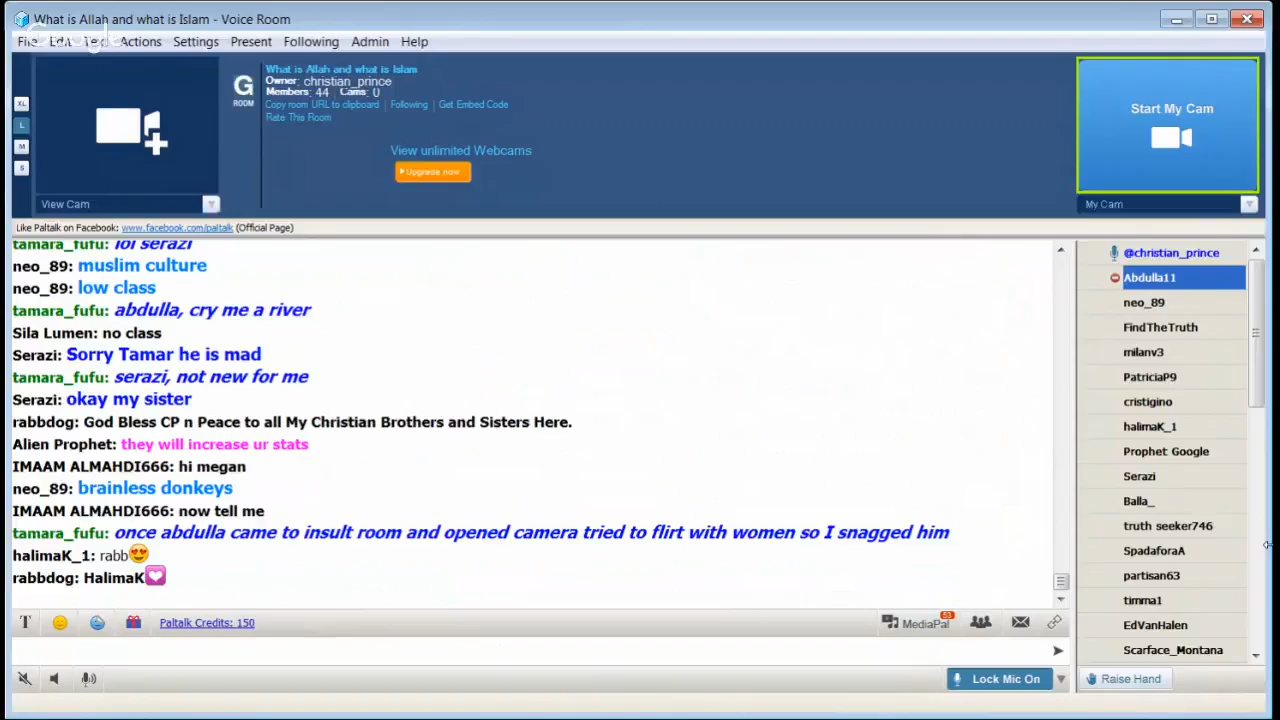 What is Allah and what is Islam - Voice Room
Google
File Edit Text Actions Settings Present Following Admin Help
XL
L
M
S
View Cam
G
ROOM
What is Allah and what is Islam
Owner: christian_prince
Members: 44 | Cams: 0
Copy room URL to clipboard | Following | Get Embed Code
Rate This Room
View unlimited Webcams
Upgrade now
Start My Cam
My Cam
Like Paltalk on Facebook: www.facebook.com/paltalk (Official Page)
tamara_fufu: lol serazi
neo_89: muslim culture
neo_89: low class
tamara_fufu: abdulla, cry me a river
Sila Lumen: no class
Serazi: Sorry Tamar he is mad
tamara_fufu: serazi, not new for me
Serazi: okay my sister
rabbdog: God Bless CP n Peace to all My Christian Brothers and Sisters Here.
Alien Prophet: they will increase ur stats
IMAAM ALMAHDI666: hi megan
neo_89: brainless donkeys
IMAAM ALMAHDI666: now tell me
tamara_fufu: once abdulla came to insult room and opened camera tried to flirt with women so I snagged him
halimaK_1: rabb
rabbdog: HalimaK
@christian_prince
Abdulla11
neo_89
FindTheTruth
milanv3
PatriciaP9
cristigino
halimaK_1
Prophet Google
Serazi
Balla_
truth seeker746
SpadaforaA
partisan63
timma1
EdVanHalen
Scarface_Montana
T
Paltalk Credits: 150
MediaPal
53
Lock Mic On
Raise Hand